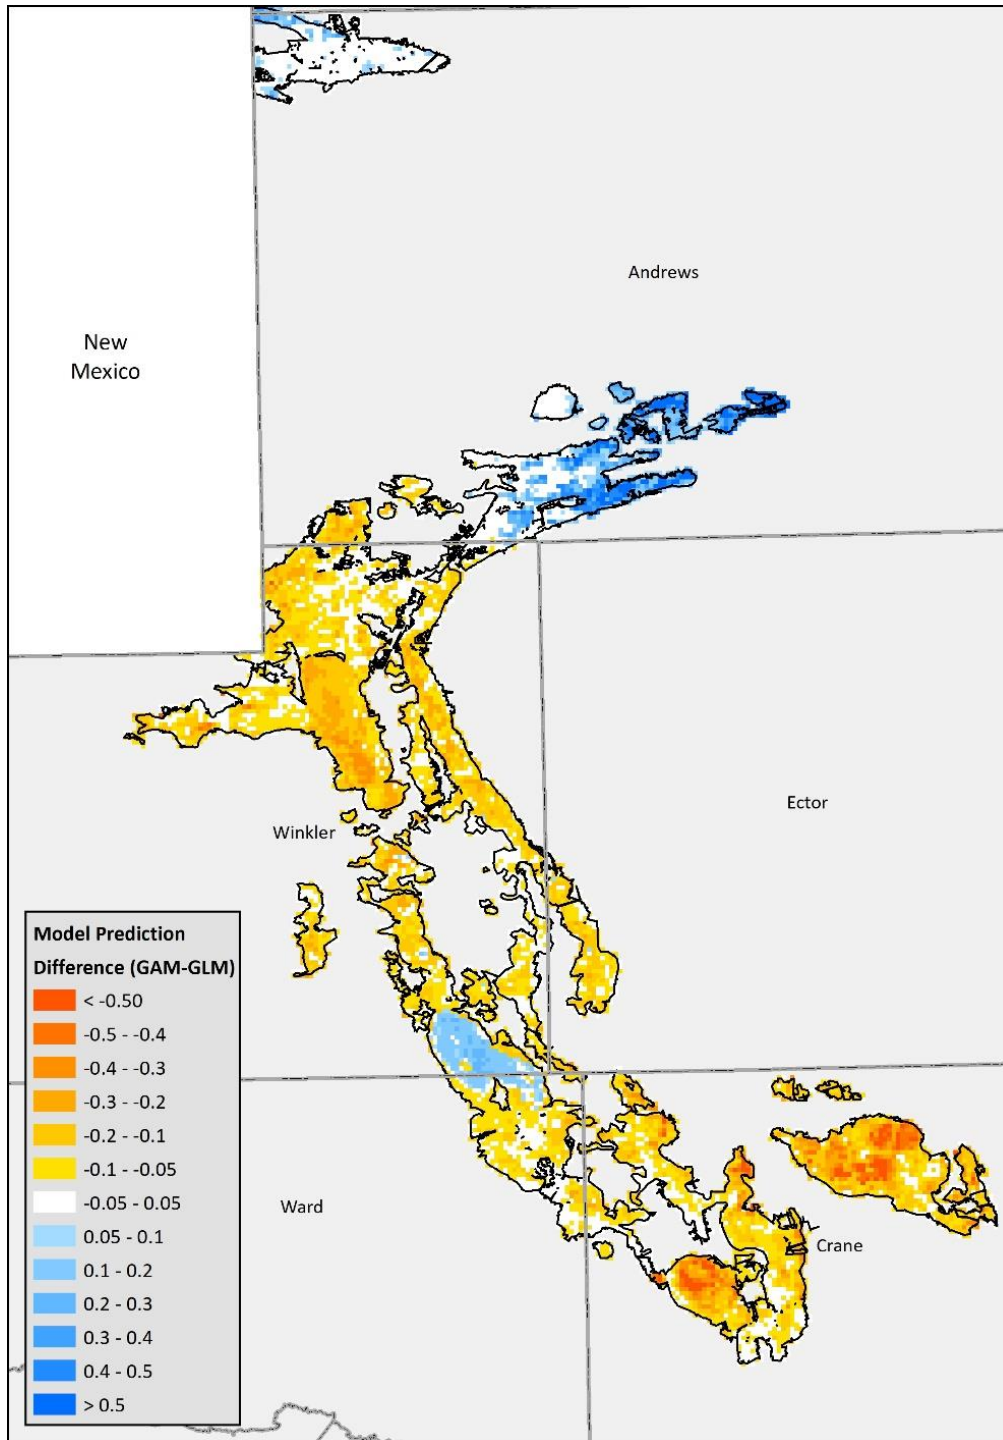 Andrews
New
Mexico
Ector
Winkler
Model Prediction
Difference (GAM-GLM)
< -0.50
-0.5 - -0.4
-0.4 - -0.3
-0.3 - -0.2
-0.2 - -0.1
-0.1 - -0.05
-0.05 - 0.05
0.05 - 0.1
0.1 - 0.2
0.2 - 0.3
0.3 - 0.4
0.4 - 0.5
> 0.5
Ward
Crane